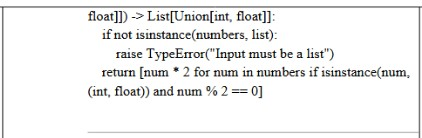 float]]) -> List[Union[int, float]]:
if not isinstance(numbers, list):
raise TypeError("Input must be a list")
return [num * 2 for num in numbers if isinstance(num,
(int, float)) and num % 2 == 0]